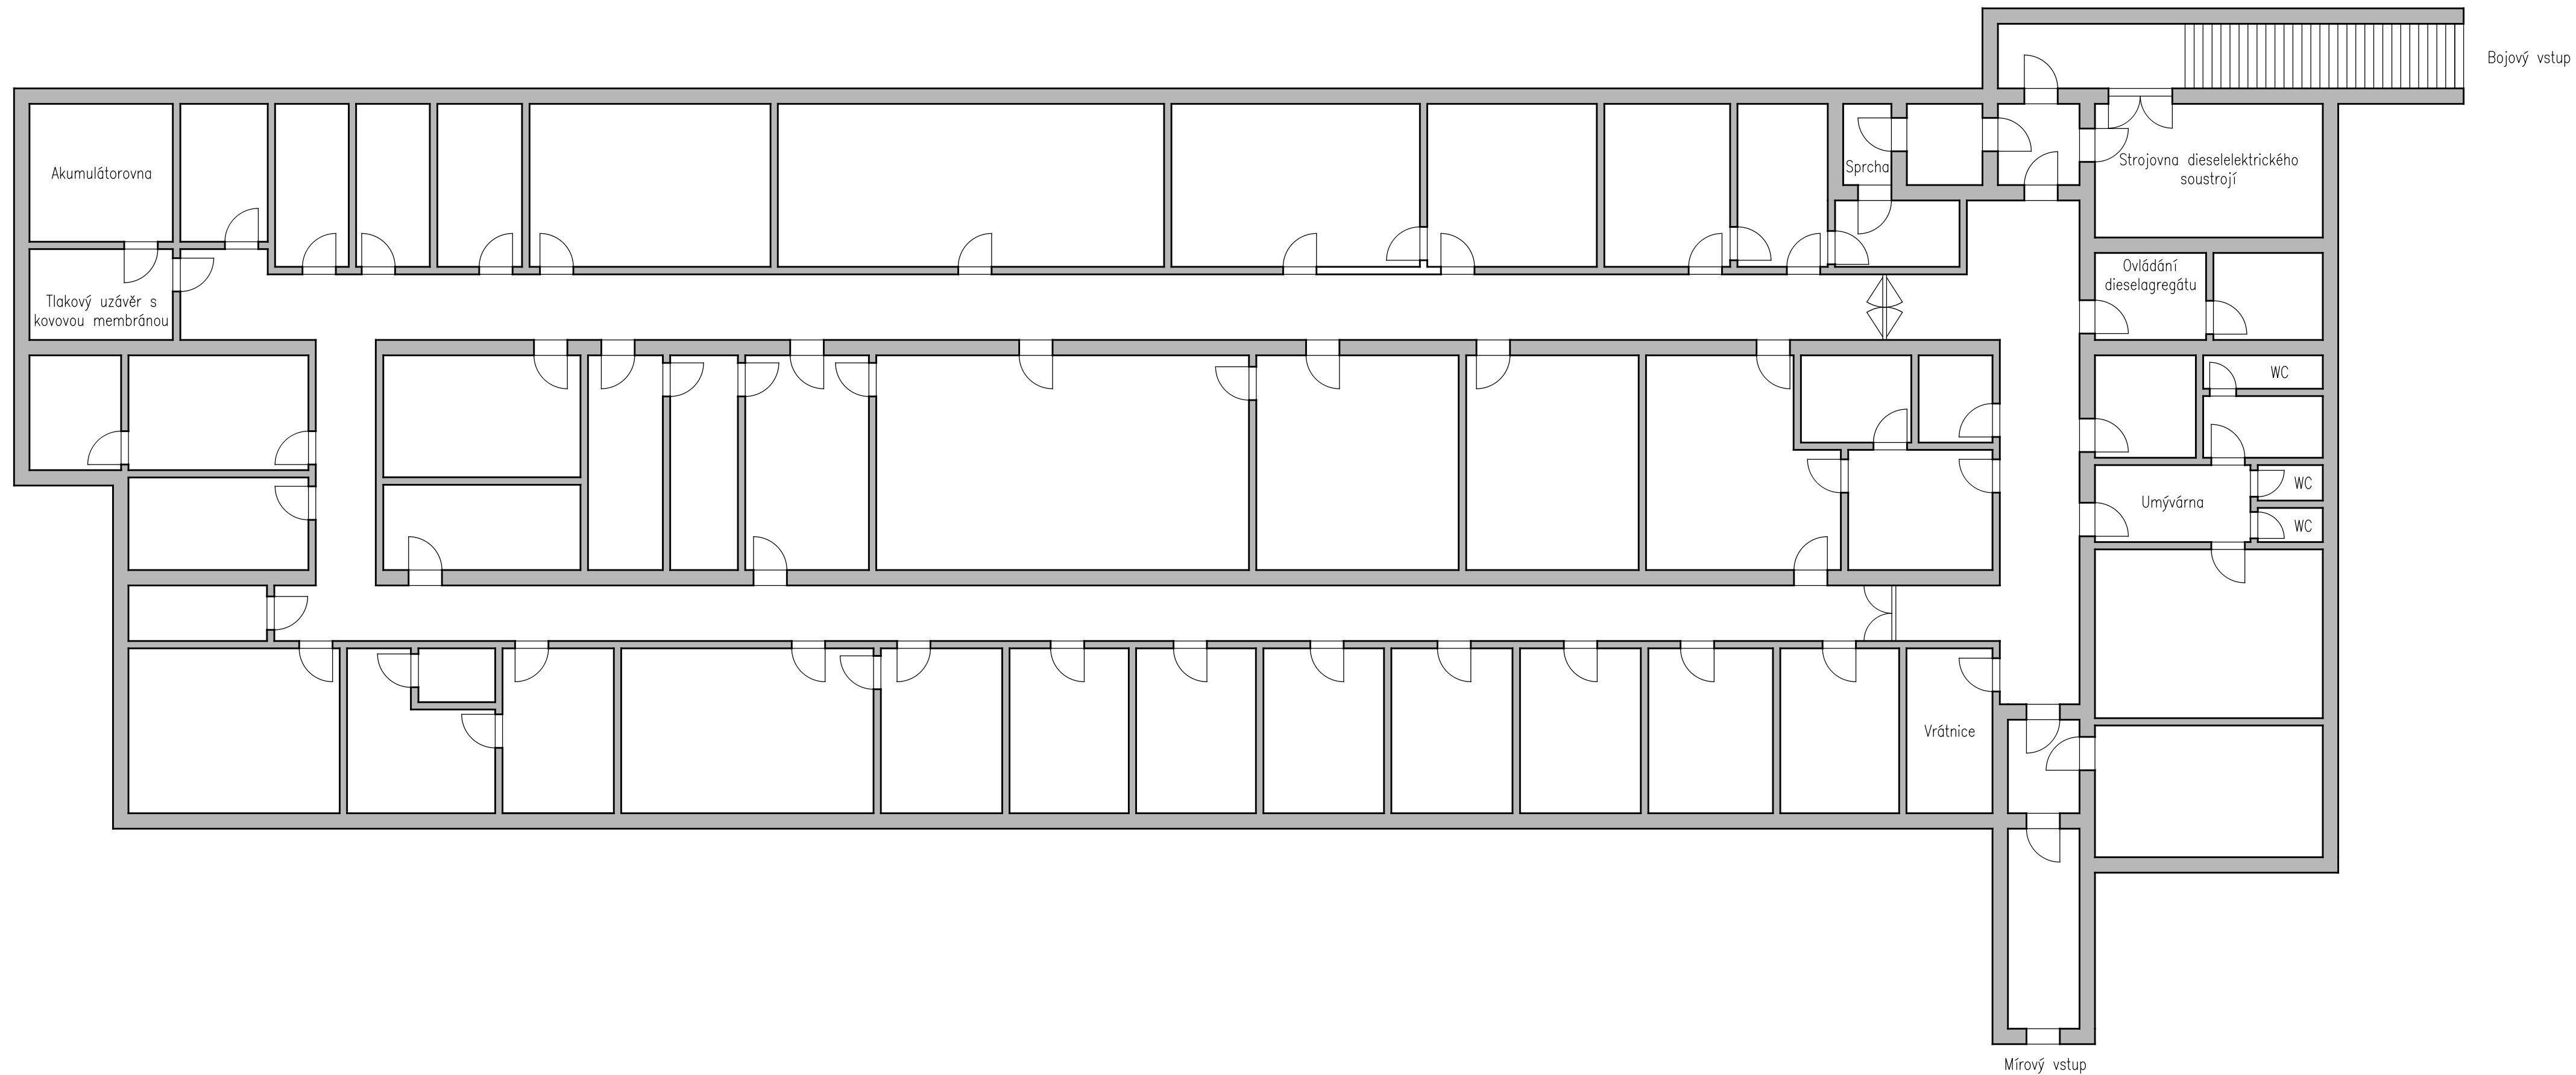 Bojový vstup
Akumulátorovna
Sprcha
Strojovna dieselelektrického
soustrojí
Tlakový uzávěr s
kovovou membránou
Ovládání
dieselagregátu
WC
WC
Umývárna
WC
Vrátnice
Mírový vstup